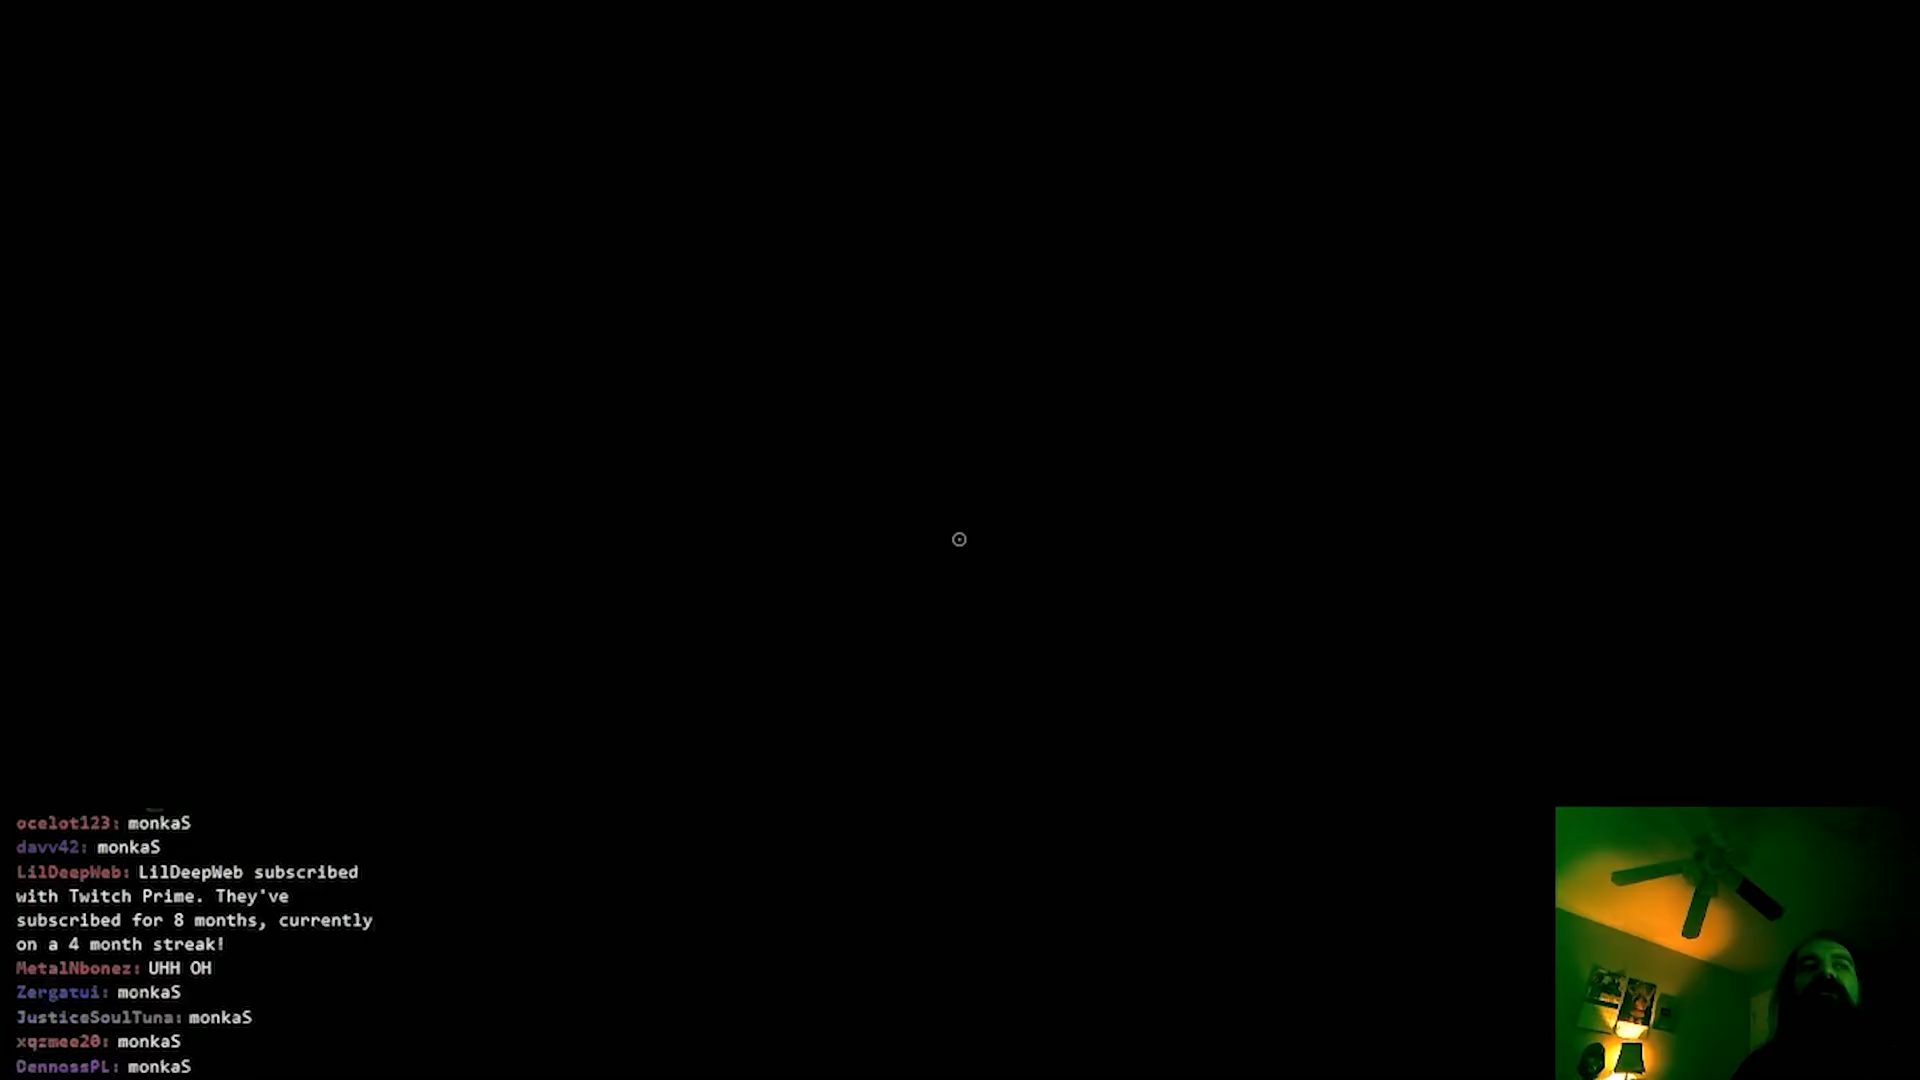 ocelot123: monkaS
davv42: monkaS
LilDeepWeb: LilDeepWeb subscribed
with Twitch Prime. They've
subscribed for 8 months, currently
on a 4 month streak!
MetalNbonez: UHH OH
Zergatui: monkaS
JusticeSoulTuna: monkaS
xqzmee20: monkaS
DennossPL: monkaS